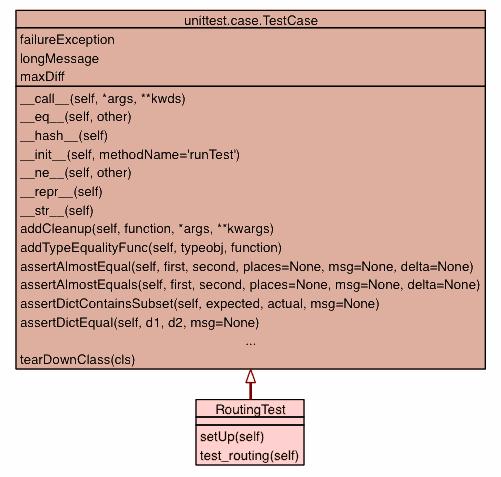 unittest.case.TestCase
failureException
longMessage
maxDiff
__call__(self, *args, **kwds)
__eq__(self, other)
__hash__(self)
__init__(self, methodName='runTest')
__ne__(self, other)
__repr__(self)
__str__(self)
addCleanup(self, function, *args, **kwargs)
addTypeEqualityFunc(self, typeobj, function)
assertAlmostEqual(self, first, second, places=None, msg=None, delta=None)
assertAlmostEquals(self, first, second, places=None, msg=None, delta=None)
assertDictContainsSubset(self, expected, actual, msg=None)
assertDictEqual(self, d1, d2, msg=None)
...
tearDownClass(cls)
RoutingTest
setUp(self)
test_routing(self)